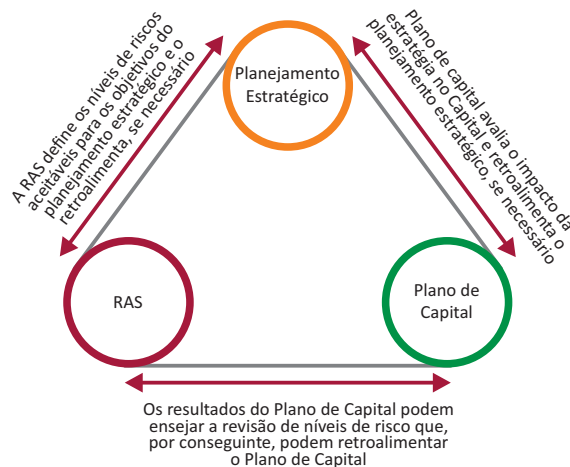 Planejamento
Estratégico
A RAS define os níveis de riscos
aceitáveis para os objetivos do
planejamento estratégico e o
retroalimenta, se necessário
Plano de capital avalia o impacto da
estratégia no Capital e retroalimenta o
planejamento estratégico, se necessário
RAS
Plano de
Capital
Os resultados do Plano de Capital podem
ensejar a revisão de níveis de risco que,
por conseguinte, podem retroalimentar
o Plano de Capital